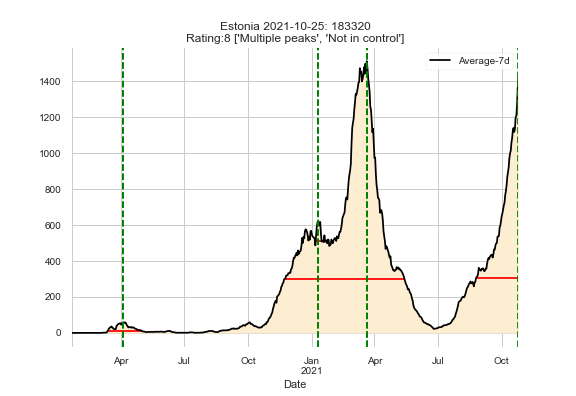 Estonia 2021-10-25: 183320
Rating:8 ['Multiple peaks', 'Not in control']
Average-7d
1400
1200
1000
800
600
400
200
0
Apr Jul Oct Jan Apr Jul Oct
2021
Date